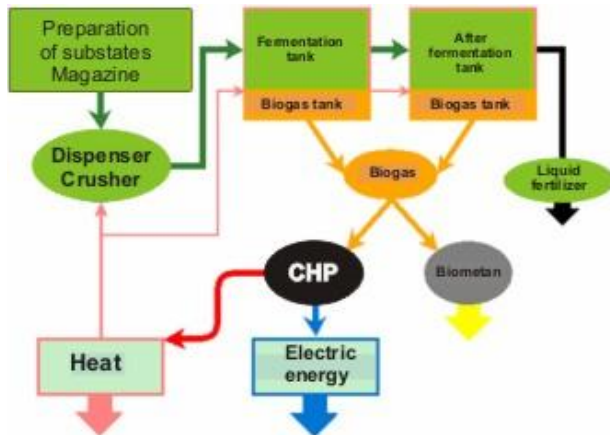 Preparation
of substates
Magazine
Fermentation
tank
After
fermentation
tank
Biogas tank
Biogas tank
Dispenser
Crusher
Biogas
Liquid
fertilizer
CHP
Biometan
Heat
Electric
energy